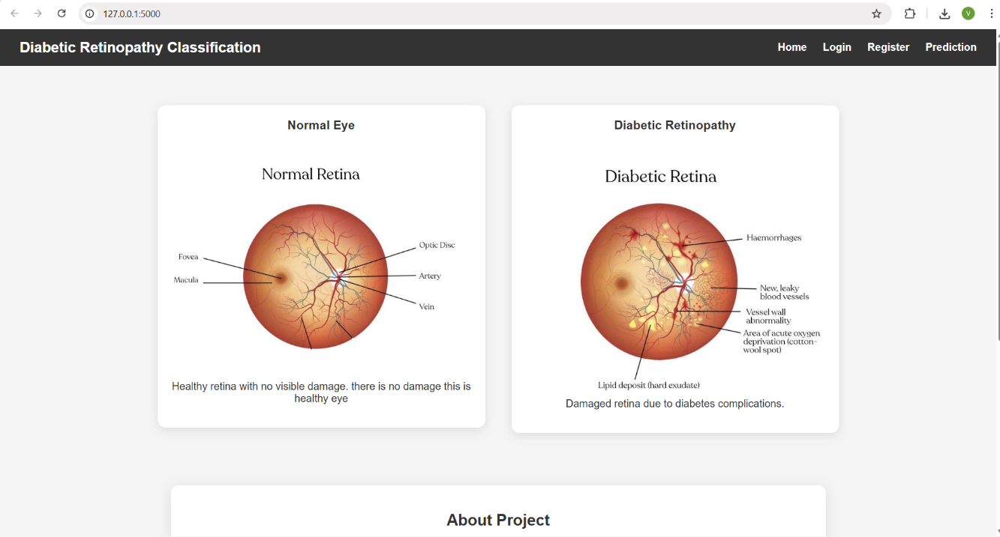 127.0.0.1:5000
V
Diabetic Retinopathy Classification
Home Login Register Prediction
Normal Eye
Normal Retina
Fovea
Macula
Optic Disc
Artery
Vein
Healthy retina with no visible damage. there is no damage this is
healthy eye
Diabetic Retinopathy
Diabetic Retina
Haemorrhages
New, leaky
blood vessels
Vessel wall
abnormality
Area of acute oxygen
deprivation (cotton-
wool spot)
Lipid deposit (hard exudate)
Damaged retina due to diabetes complications.
About Project